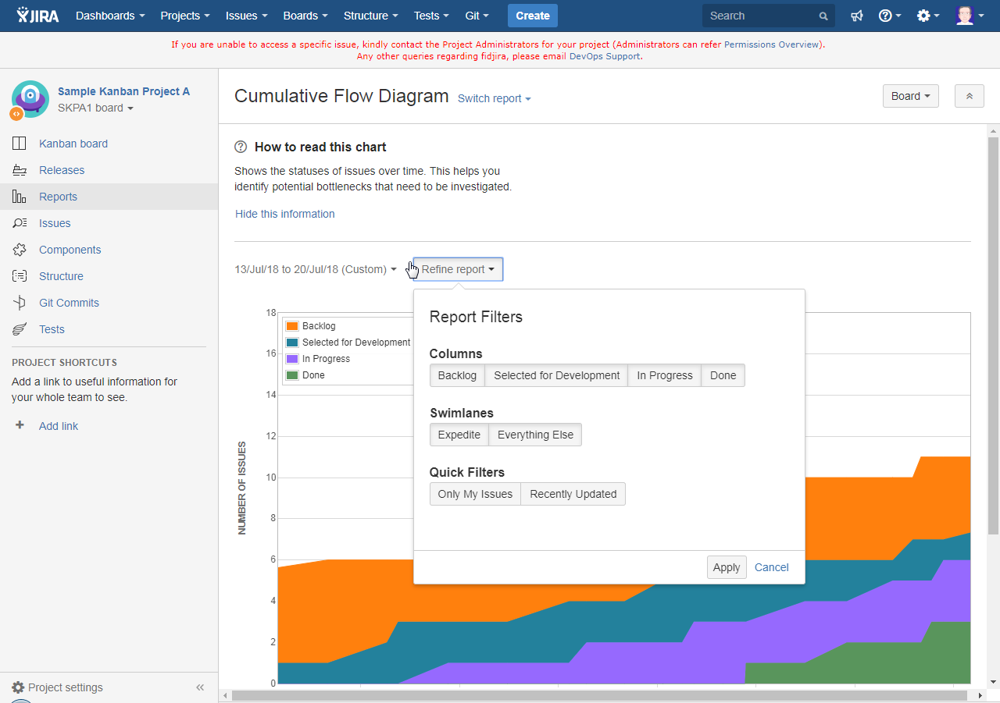 JIRA Dashboards Projects Issues Boards Structure Tests Git Create Search
If you are unable to access a specific issue, kindly contact the Project Administrators for your project (Administrators can refer Permissions Overview).
Any other queries regarding fidjira, please email DevOps Support.
Sample Kanban Project A
SKPA1 board
Kanban board
Releases
Reports
Issues
Components
Structure
Git Commits
Tests
PROJECT SHORTCUTS
Add a link to useful information for
your whole team to see.
+ Add link
Project settings
Cumulative Flow Diagram Switch report
Board
How to read this chart
Shows the statuses of issues over time. This helps you
identify potential bottlenecks that need to be investigated.
Hide this information
13/Jul/18 to 20/Jul/18 (Custom) Refine report
Report Filters
Columns
Backlog Selected for Development In Progress Done
Swimlanes
Expedite Everything Else
Quick Filters
Only My Issues Recently Updated
Apply Cancel
NUMBER OF ISSUES
18
16
14
12
10
8
6
4
2
0
Backlog
Selected for Development
In Progress
Done